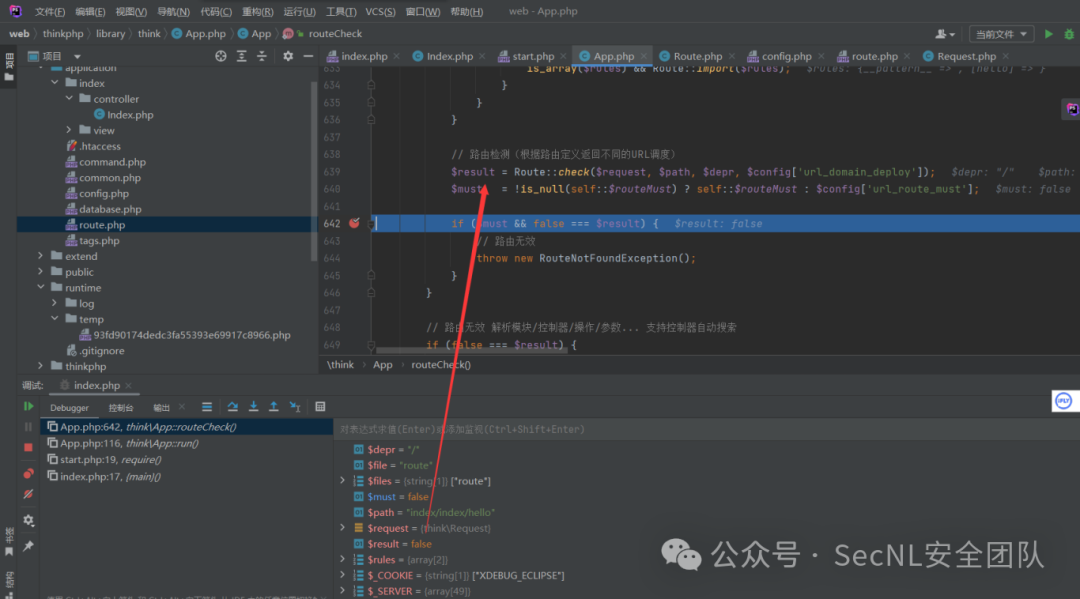 文件(F) 编辑(E) 视图(V) 导航(N) 代码(C) 重构(R) 运行(U) 工具(T) VCS(S) 窗口(W) 帮助(H) web - App.php
web thinkphp library think App.php App routeCheck 当前文件
项目 index.php Index.php start.php App.php Route.php config.php route.php Request.php
项目
application
index
controller
Index.php
view
.htaccess
command.php
common.php
config.php
database.php
route.php
tags.php
extend
public
runtime
log
temp
93fd90174dedc3fa55393e69917c8966.php
.gitignore
thinkphp
633 is_array($rules) && Route::import($rules); $rules: {__pattern__ => , [hello] => }
634 }
635 }
636 }
637
638 // 路由检测（根据路由定义返回不同的URL调度）
639 $result = Route::check($request, $path, $depr, $config['url_domain_deploy']); $depr: "/" $path:
640 $must = !is_null(self::$routeMust) ? self::$routeMust : $config['url_route_must']; $must: false
641
642 if ($must && false === $result) { $result: false
643 // 路由无效
644 throw new RouteNotFoundException();
645 }
646 }
647
648 // 路由无效 解析模块/控制器/操作/参数... 支持控制器自动搜索
649 if (false === $result) {
\think App routeCheck()
调试: index.php
Debugger 控制台 输出
App.php:642, think\App::routeCheck()
App.php:116, think\App::run()
start.php:19, require()
index.php:17, {main}()
对表达式求值(Enter)或添加监视(Ctrl+Shift+Enter)
$depr = "/"
$file = "route"
$files = {string[1]} ["route"]
$must = false
$path = "index/index/hello"
$request = {think\Request}
$result = false
$rules = {array[2]}
$_COOKIE = {string[1]} ["XDEBUG_ECLIPSE"]
$_SERVER = {array[49]}
书签
结构
iFLY
公众号 · SecNL安全团队